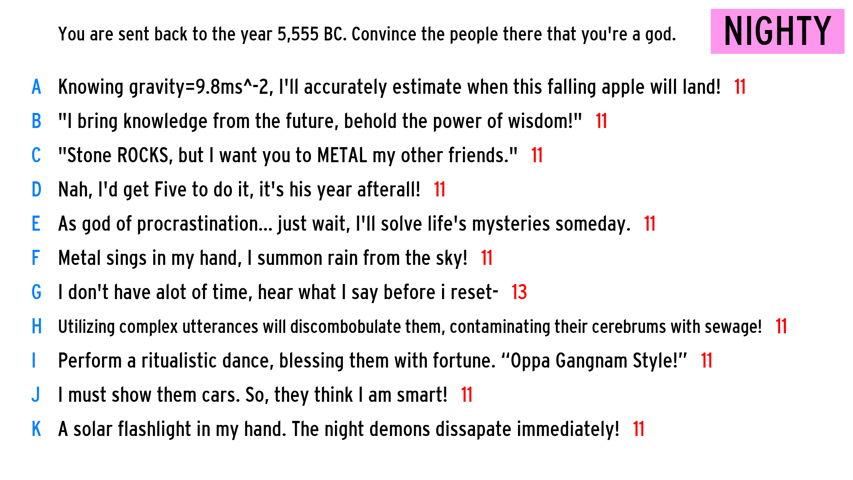 You are sent back to the year 5,555 BC. Convince the people there that you're a god.
NIGHTY
A Knowing gravity=9.8ms^-2, I'll accurately estimate when this falling apple will land! 11
B "I bring knowledge from the future, behold the power of wisdom!" 11
C "Stone ROCKS, but I want you to METAL my other friends." 11
D Nah, I'd get Five to do it, it's his year afterall! 11
E As god of procrastination... just wait, I'll solve life's mysteries someday. 11
F Metal sings in my hand, I summon rain from the sky! 11
G I don't have alot of time, hear what I say before i reset- 13
H Utilizing complex utterances will discombobulate them, contaminating their cerebrums with sewage! 11
I Perform a ritualistic dance, blessing them with fortune. “Oppa Gangnam Style!” 11
J I must show them cars. So, they think I am smart! 11
K A solar flashlight in my hand. The night demons dissapate immediately! 11